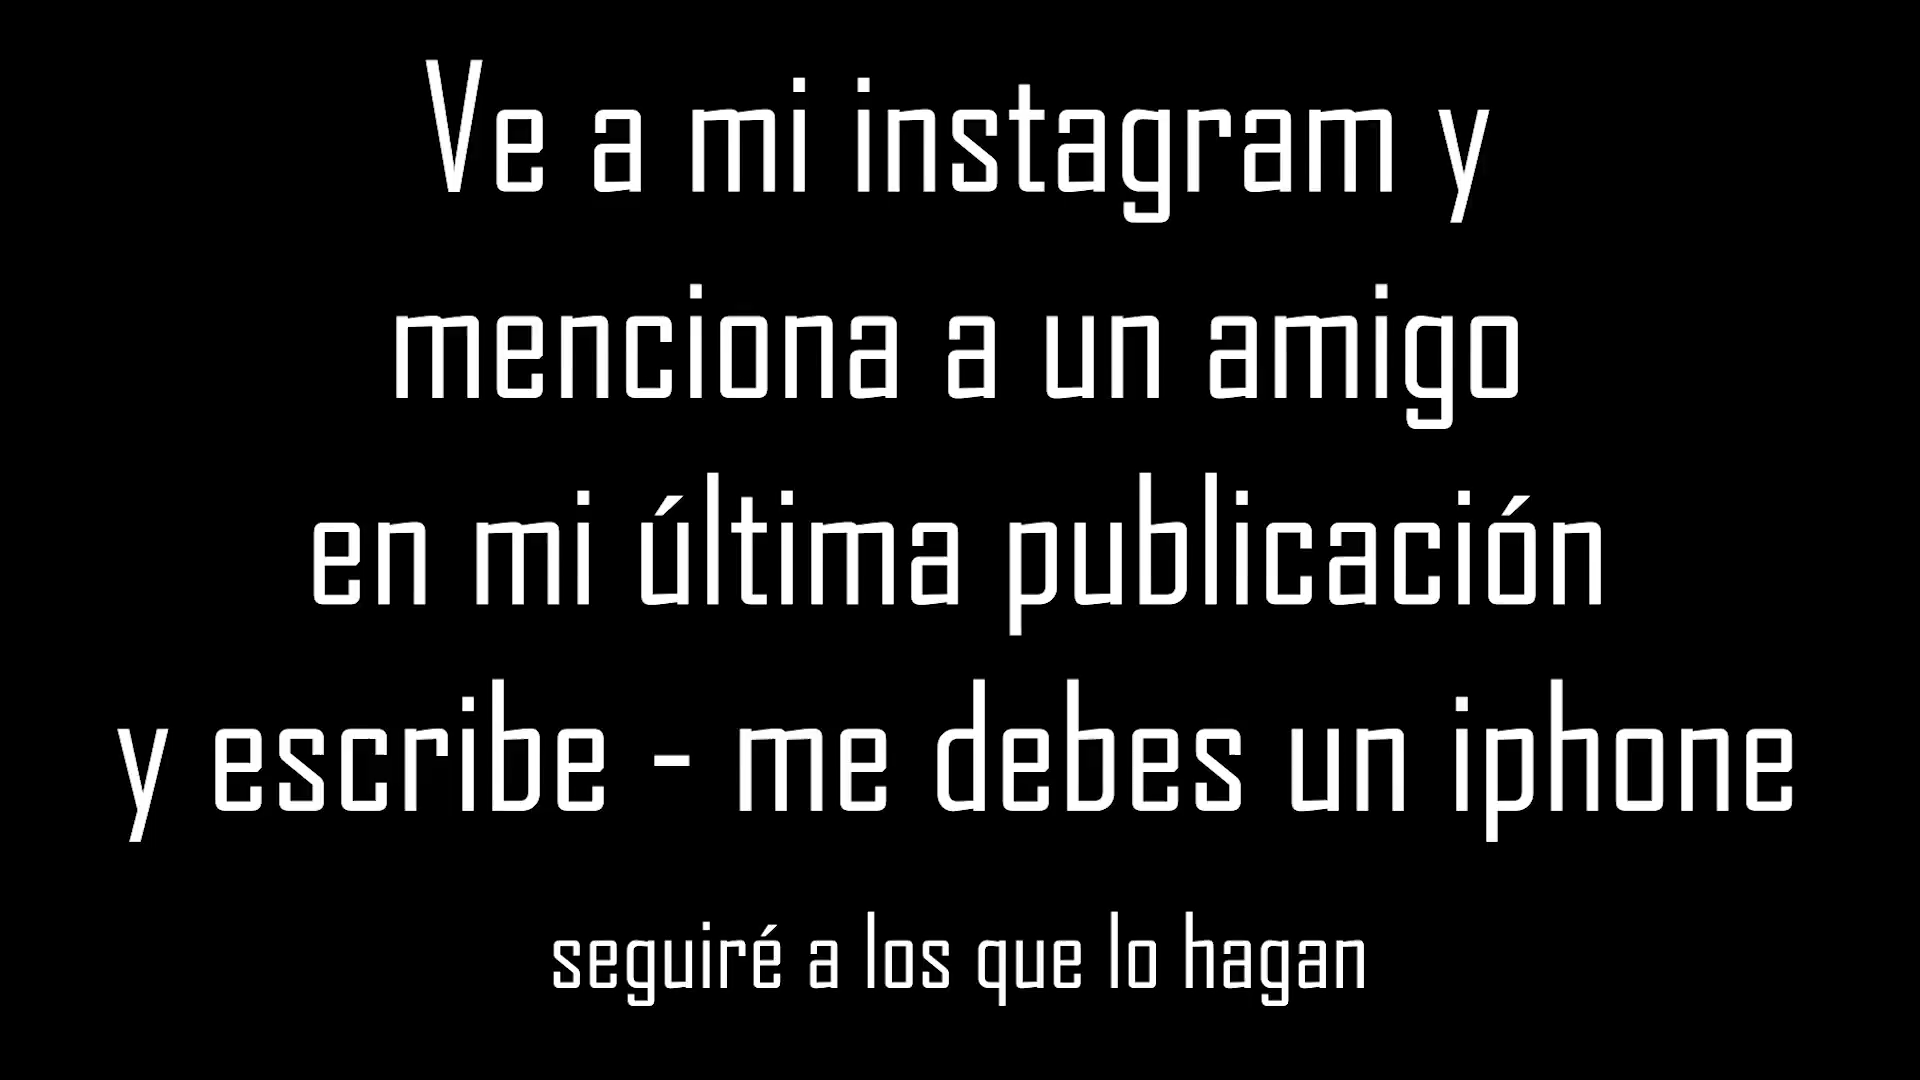 Ve a mi instagram y
menciona a un amigo
en mi última publicación
y escribe - me debes un iphone
seguiré a los que lo hagan